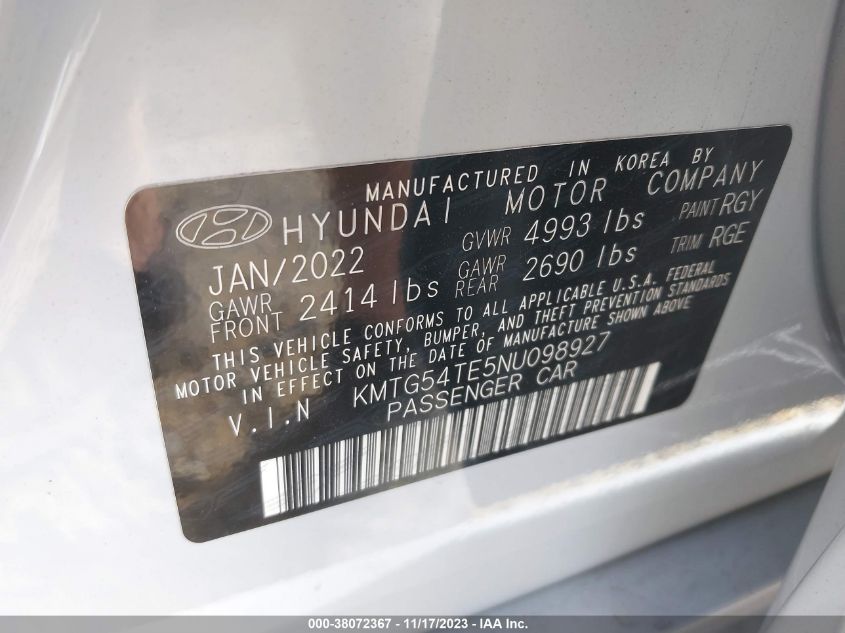 MANUFACTURED IN KOREA BY
HYUNDAI MOTOR COMPANY
JAN/2022 GVWR 4993 lbs PAINT RGY
GAWR FRONT 2414 lbs GAWR REAR 2690 lbs TRIM RGE
THIS VEHICLE CONFORMS TO ALL APPLICABLE U.S.A. FEDERAL
MOTOR VEHICLE SAFETY, BUMPER, AND THEFT PREVENTION STANDARDS
IN EFFECT ON THE DATE OF MANUFACTURE SHOWN ABOVE
V.I.N KMTG54TE5NU098927
PASSENGER CAR
000-38072367 - 11/17/2023 - IAA Inc.